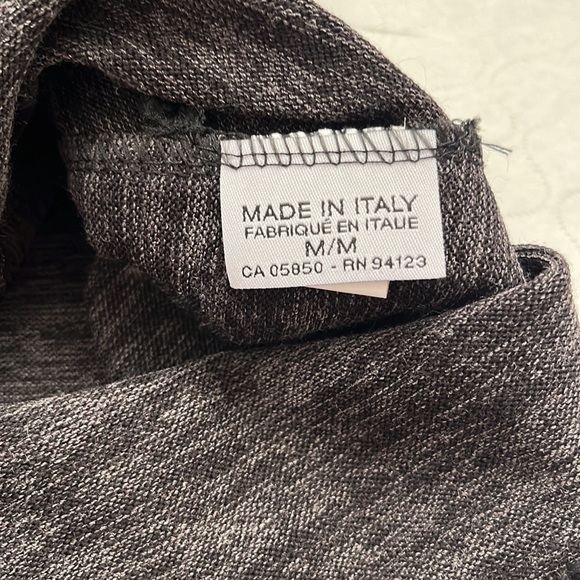 MADE IN ITALY
FABRIQUÉ EN ITALIE
M/M
CA 05850 - RN 94123